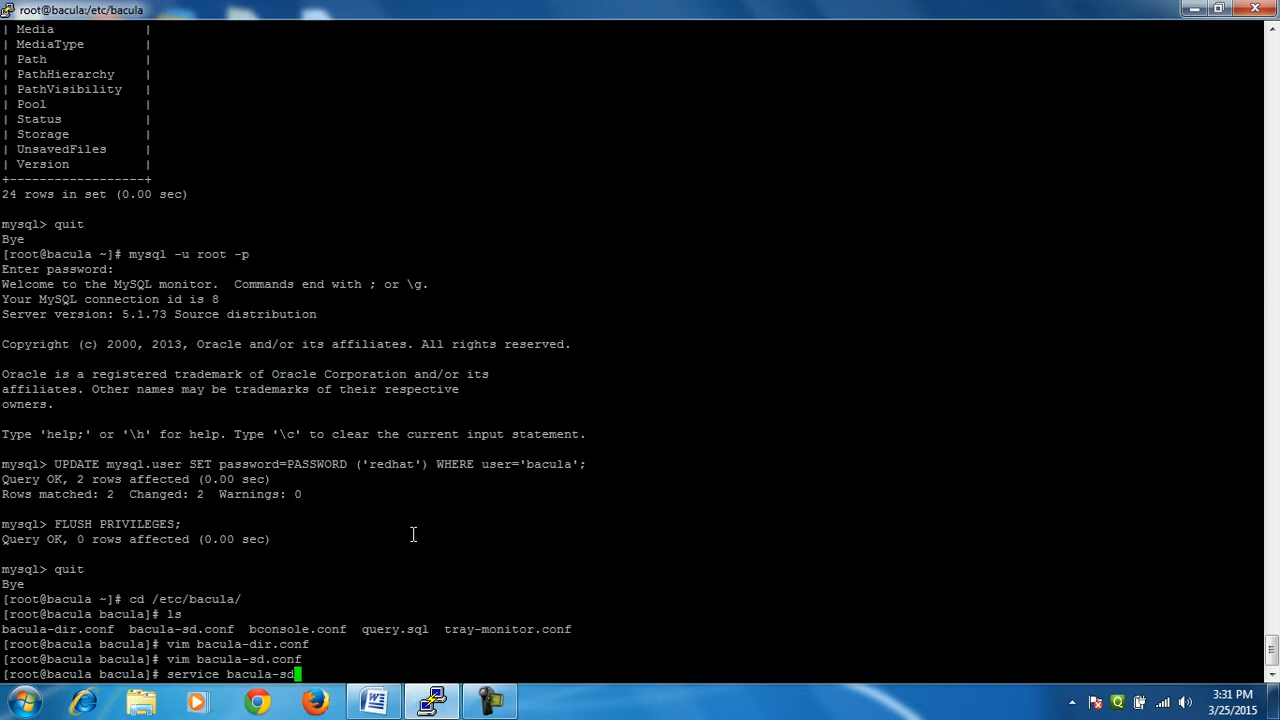 root@bacula:/etc/bacula
| Media            |
| MediaType        |
| Path             |
| PathHierarchy    |
| PathVisibility   |
| Pool             |
| Status           |
| Storage          |
| UnsavedFiles     |
| Version          |
+------------------+
24 rows in set (0.00 sec)
mysql> quit
Bye
[root@bacula ~]# mysql -u root -p
Enter password:
Welcome to the MySQL monitor.  Commands end with ; or \g.
Your MySQL connection id is 8
Server version: 5.1.73 Source distribution
Copyright (c) 2000, 2013, Oracle and/or its affiliates. All rights reserved.
Oracle is a registered trademark of Oracle Corporation and/or its
affiliates. Other names may be trademarks of their respective
owners.
Type 'help;' or '\h' for help. Type '\c' to clear the current input statement.
mysql> UPDATE mysql.user SET password=PASSWORD ('redhat') WHERE user='bacula';
Query OK, 2 rows affected (0.00 sec)
Rows matched: 2  Changed: 2  Warnings: 0
mysql> FLUSH PRIVILEGES;
Query OK, 0 rows affected (0.00 sec)
mysql> quit
Bye
[root@bacula ~]# cd /etc/bacula/
[root@bacula bacula]# ls
bacula-dir.conf  bacula-sd.conf  bconsole.conf  query.sql  tray-monitor.conf
[root@bacula bacula]# vim bacula-dir.conf
[root@bacula bacula]# vim bacula-sd.conf
[root@bacula bacula]# service bacula-sd
3:31 PM
3/25/2015